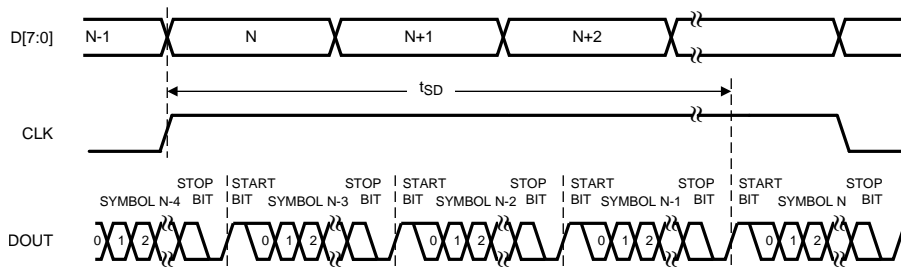 D[7:0] N-1 N N+1 N+2
tSD
CLK
STOP BIT START BIT STOP BIT START BIT STOP BIT START BIT STOP BIT START BIT STOP BIT
SYMBOL N-4 SYMBOL N-3 SYMBOL N-2 SYMBOL N-1 SYMBOL N
DOUT 0 1 2 0 1 2 0 1 2 0 1 2 0 1 2